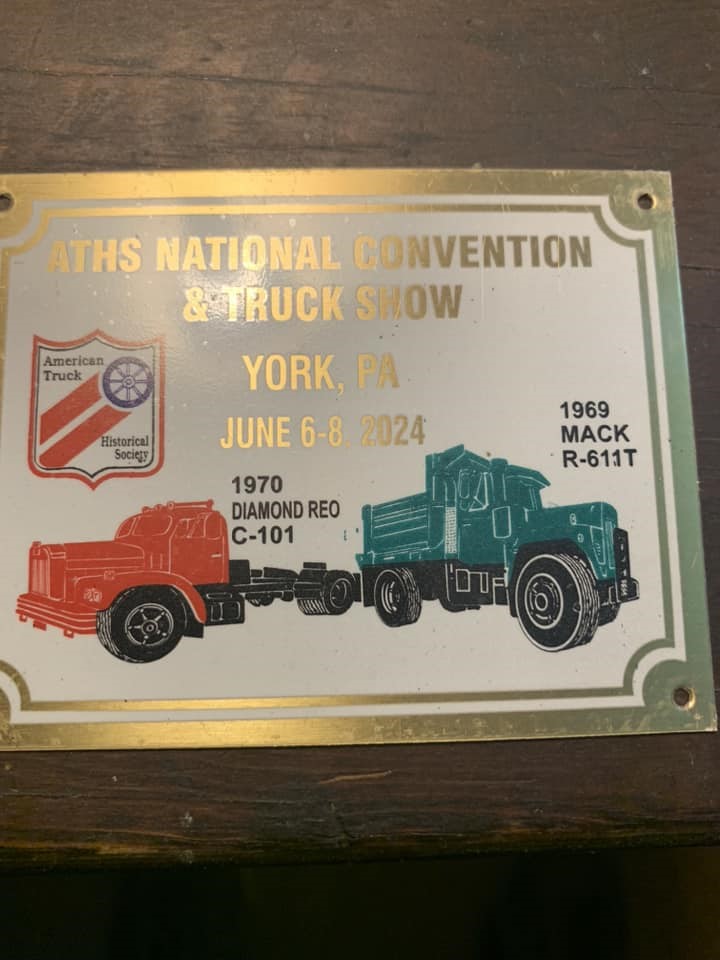 ATHS NATIONAL CONVENTION
& TRUCK SHOW
YORK, PA
JUNE 6-8, 2024
American
Truck
Historical
Society
1970
DIAMOND REO
C-101
1969
MACK
R-611T